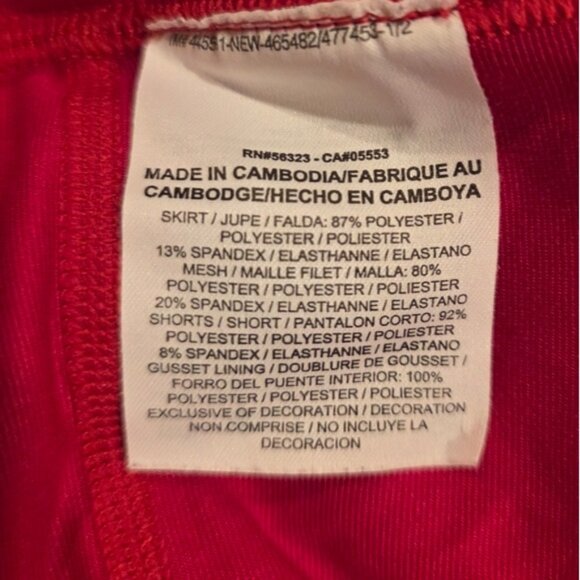 RN#56323 - CA#05553
MADE IN CAMBODIA/FABRIQUE AU
CAMBODGE/HECHO EN CAMBOYA
SKIRT / JUPE / FALDA: 87% POLYESTER /
POLYESTER / POLIESTER
13% SPANDEX / ELASTHANNE / ELASTANO
MESH / MAILLE FILET / MALLA: 80%
POLYESTER / POLYESTER / POLIESTER
20% SPANDEX / ELASTHANNE / ELASTANO
SHORTS / SHORT / PANTALON CORTO: 92%
POLYESTER / POLYESTER / POLIESTER
8% SPANDEX / ELASTHANNE / ELASTANO
GUSSET LINING / DOUBLURE DE GOUSSET /
FORRO DEL PUENTE INTERIOR: 100%
POLYESTER / POLYESTER / POLIESTER
EXCLUSIVE OF DECORATION / DECORATION
NON COMPRISE / NO INCLUYE LA
DECORACION